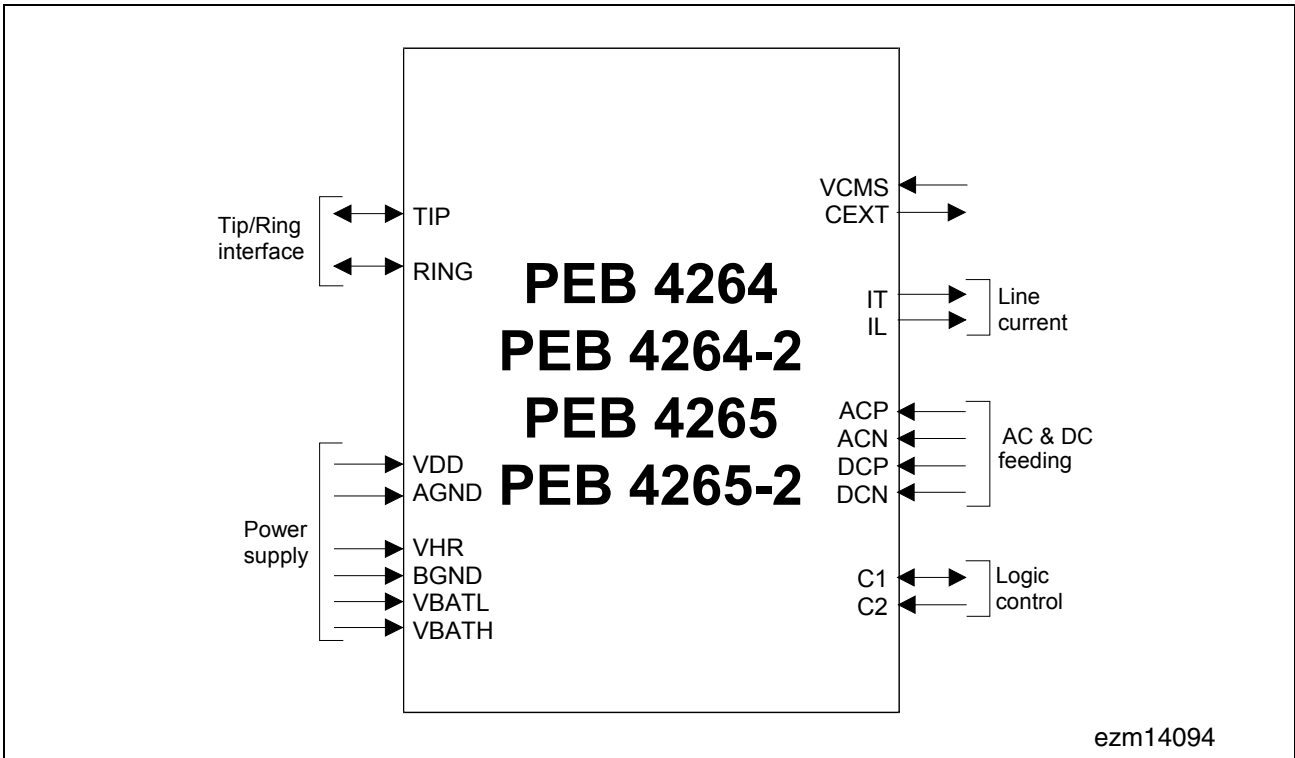 Tip/Ring
interface
TIP
RING
Power
supply
VDD
AGND
VHR
BGND
VBATL
VBATH
PEB 4264
PEB 4264-2
PEB 4265
PEB 4265-2
VCMS
CEXT
IT
IL
Line
current
ACP
ACN
DCP
DCN
AC & DC
feeding
C1
C2
Logic
control
ezm14094